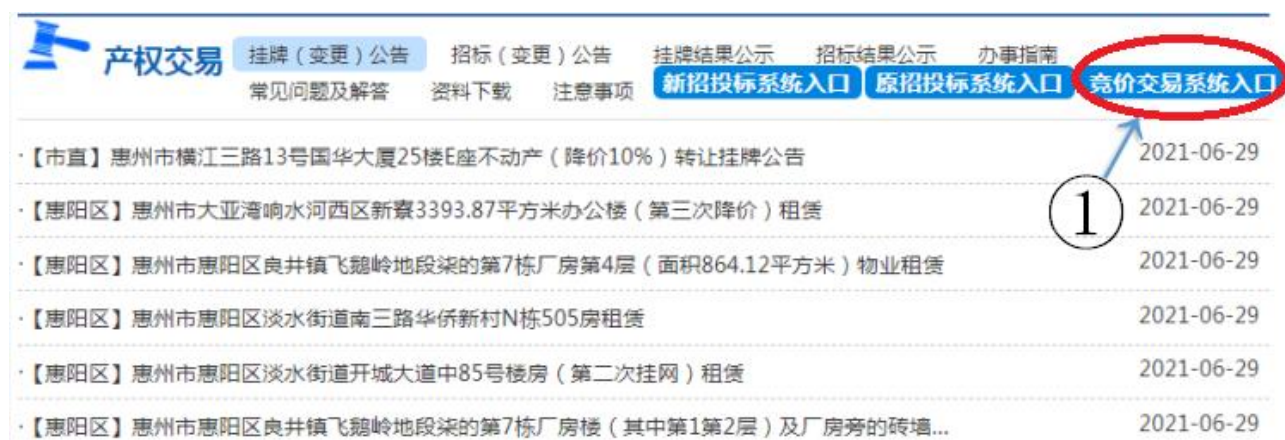 产权交易 挂牌（变更）公告 招标（变更）公告 挂牌结果公示 招标结果公示 办事指南
常见问题及解答 资料下载 注意事项 新招投标系统入口 原招投标系统入口 竞价交易系统入口
·【市直】惠州市横江三路13号国华大厦25楼E座不动产（降价10%）转让挂牌公告 2021-06-29
①
·【惠阳区】惠州市大亚湾响水河西区新寮3393.87平方米办公楼（第三次降价）租赁 2021-06-29
·【惠阳区】惠州市惠阳区良井镇飞鹅岭地段柒的第7栋厂房第4层（面积864.12平方米）物业租赁 2021-06-29
·【惠阳区】惠州市惠阳区淡水街道南三路华侨新村N栋505房租赁 2021-06-29
·【惠阳区】惠州市惠阳区淡水街道开城大道中85号楼房（第二次挂网）租赁 2021-06-29
·【惠阳区】惠州市惠阳区良井镇飞鹅岭地段柒的第7栋厂房楼（其中第1第2层）及厂房旁的砖墙... 2021-06-29